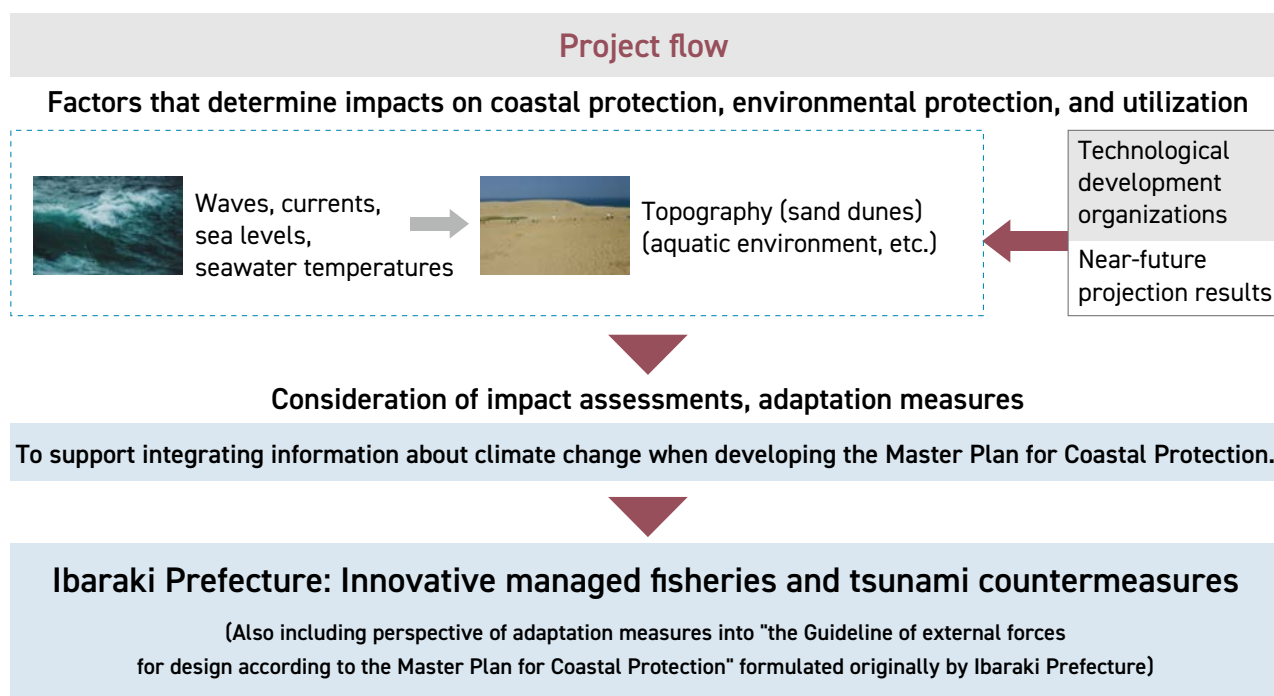 Project flow
Factors that determine impacts on coastal protection, environmental protection, and utilization
Waves, currents,
sea levels,
seawater temperatures
Topography (sand dunes)
(aquatic environment, etc.)
Technological
development
organizations
Near-future
projection results
Consideration of impact assessments, adaptation measures
To support integrating information about climate change when developing the Master Plan for Coastal Protection.
Ibaraki Prefecture: Innovative managed fisheries and tsunami countermeasures
(Also including perspective of adaptation measures into "the Guideline of external forces
for design according to the Master Plan for Coastal Protection" formulated originally by Ibaraki Prefecture)